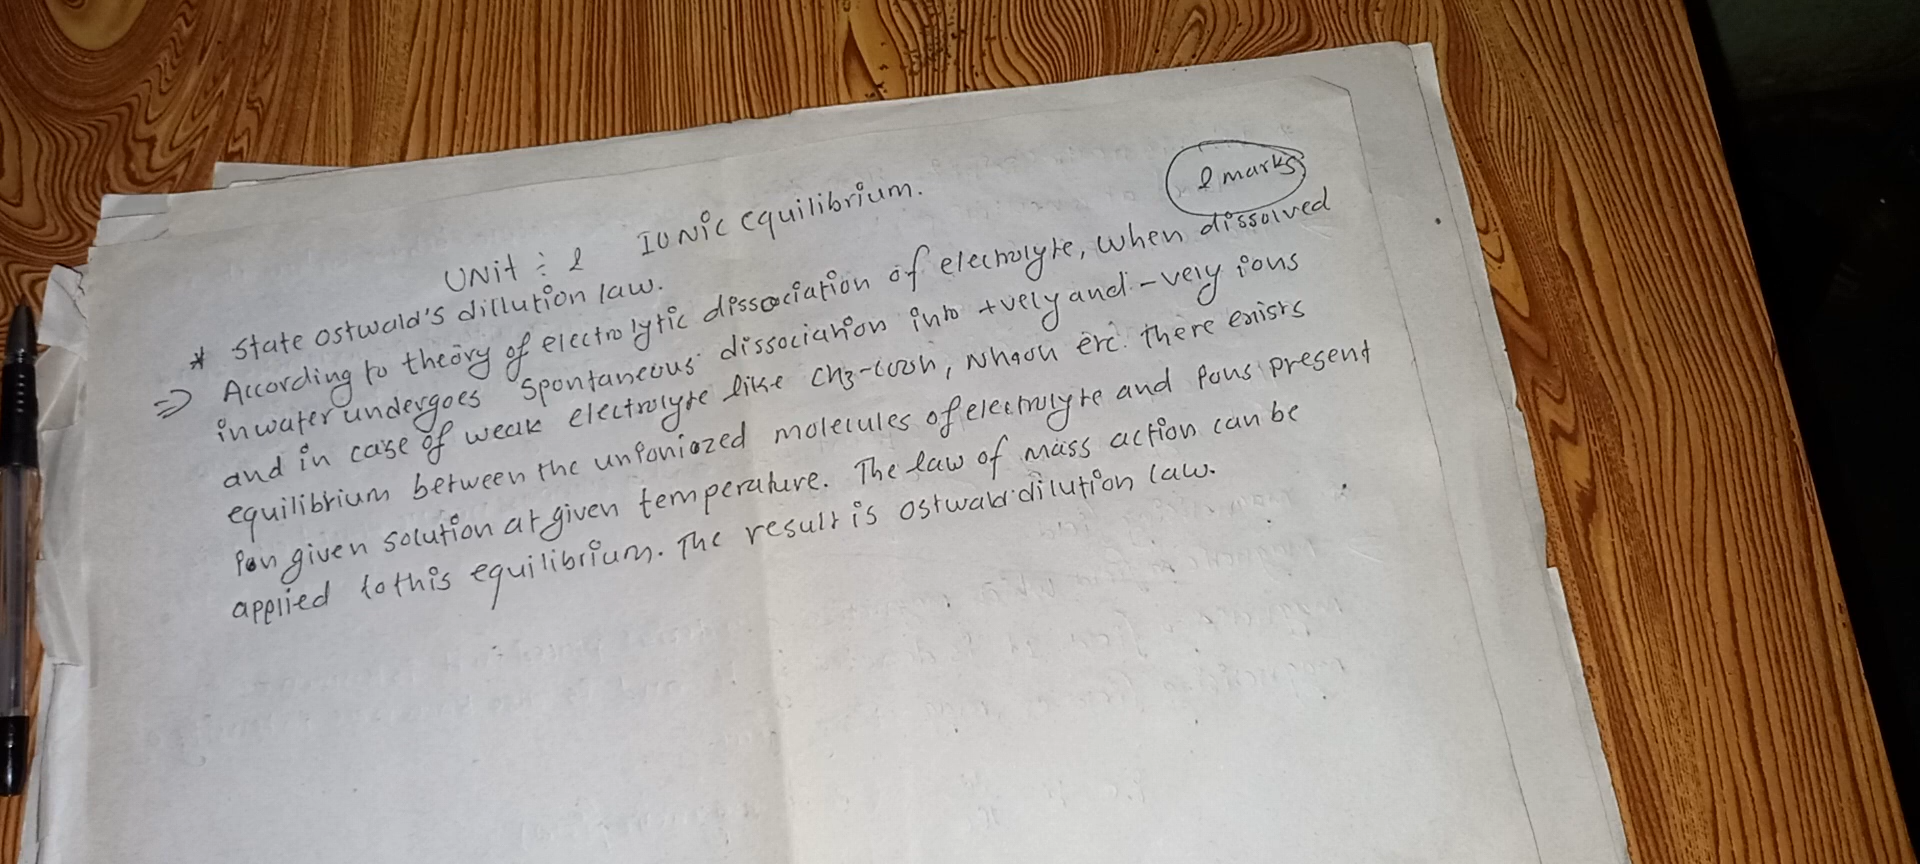 2 marks
UNit : 2 IONic equilibrium.
* State ostwald's dillution law.
⇒ According to theory of electrolytic dissociation of electrolyte, when dissolved
in water undergoes spontaneous dissociation into +vely and -vely ions
and in case of weak electrolyte like CH3-COOH, NH4OH etc. there exists
equilibrium between the unionized molecules of electrolyte and ions present
ion given solution at given temperature. The law of mass action can be
applied to this equilibrium. The result is ostwald dilution law.